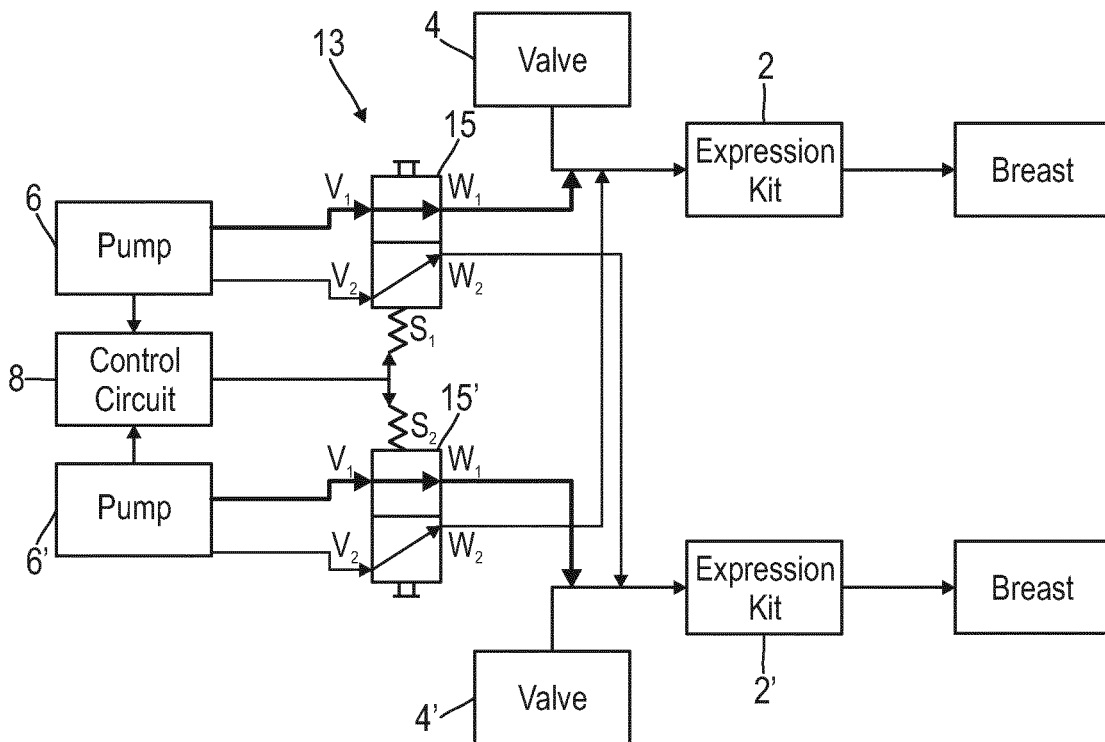 13
4
Valve
2
15
Expression
Kit
Breast
6
Pump
V₁
W₁
V₂
W₂
8
Control
Circuit
S₁
S₂
15’
6’
Pump
V₁
W₁
V₂
W₂
Expression
Kit
Breast
2’
4’
Valve